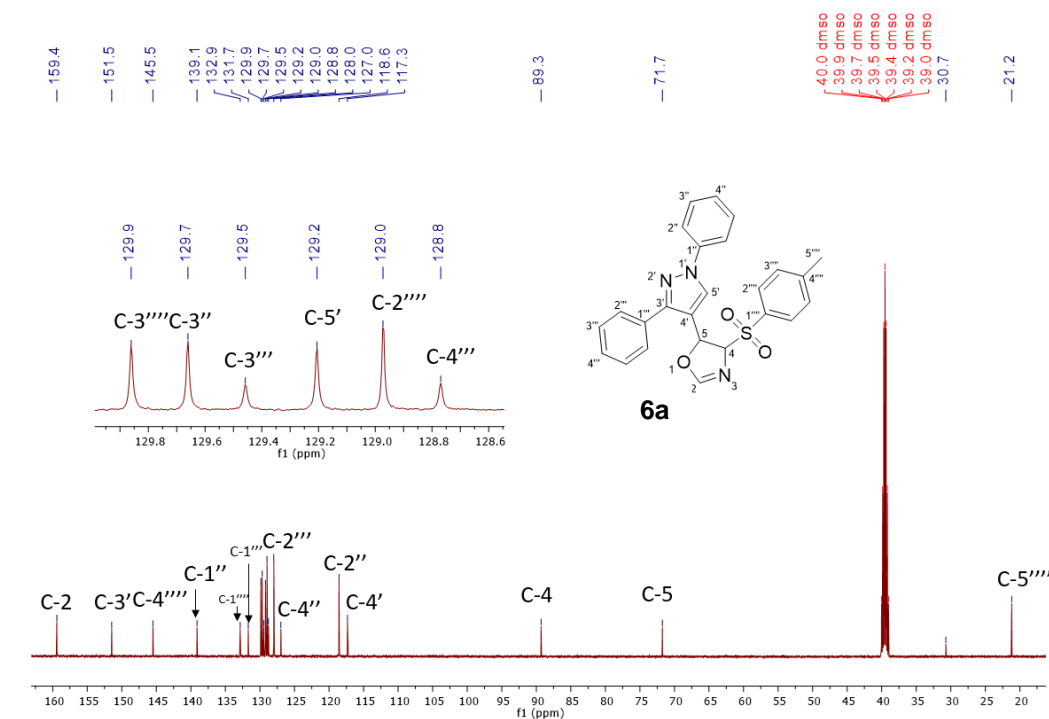 159.4
151.5
145.5
139.1
132.9
131.7
129.9
129.7
129.5
129.2
129.0
128.8
128.0
127.0
118.6
117.3
89.3
71.7
40.0 dmso
39.9 dmso
39.7 dmso
39.5 dmso
39.4 dmso
39.2 dmso
39.0 dmso
30.7
21.2
129.9
129.7
129.5
129.2
129.0
128.8
C-3''''
C-3''
C-3'''
C-5'
C-2''''
C-4'''
129.8 129.6 129.4 129.2 129.0 128.8 128.6
f1 (ppm)
3''
4''
2''
1''
2'
N
1'
N
3'
5'
4'
2'''
1'''
3'''
4'''
5
4
O
1
2
N
3
O
S
O
1''''
2''''
3''''
4''''
5''''
6a
C-2
C-3'
C-4''''
C-1''
C-1''''
C-1'''
C-2'''
C-4''
C-2''
C-4'
C-4
C-5
C-5''''
160 155 150 145 140 135 130 125 120 115 110 105 100 95 90 85 80 75 70 65 60 55 50 45 40 35 30 25 20
f1 (ppm)